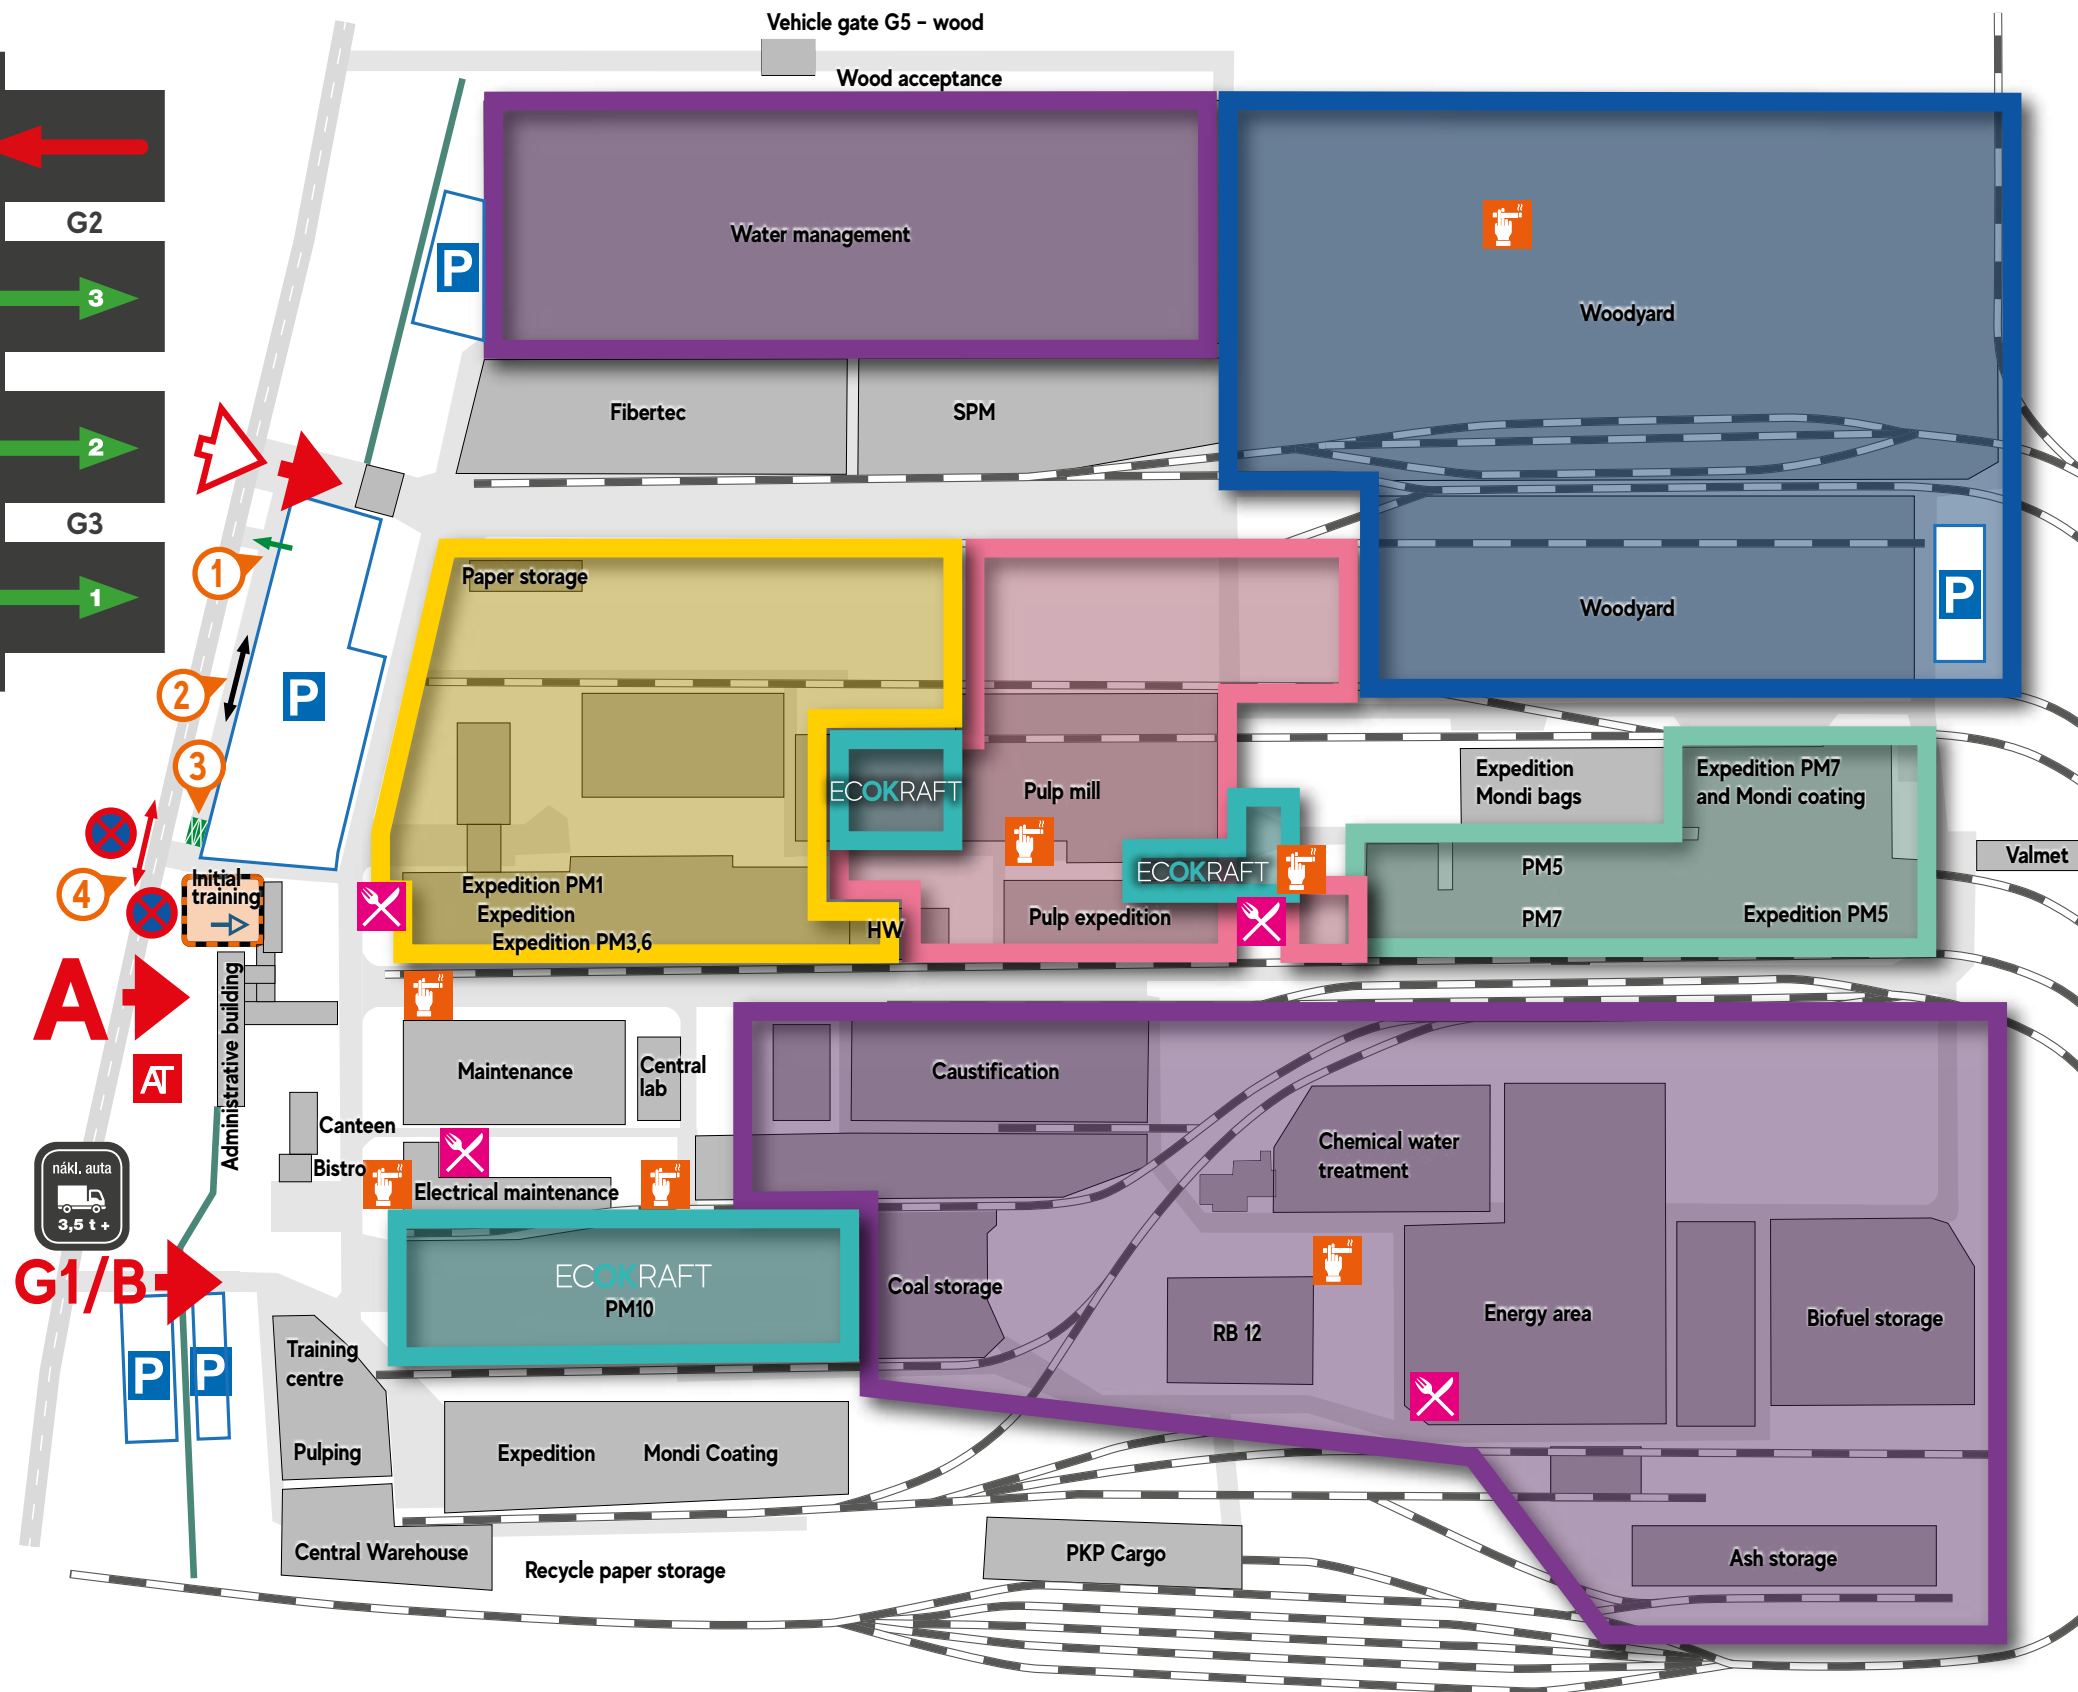 Vehicle gate G5 – wood
Wood acceptance
G2
3
2
G3
1
Water management
P
Woodyard
Fibertec
SPM
1
Paper storage
Woodyard
P
2
P
3
ECOKRAFT
Pulp mill
Expedition
Mondi bags
Expedition PM7
and Mondi coating
Valmet
4
Initial
training
Expedition PM1
Expedition
Expedition PM3,6
HW
Pulp expedition
ECOKRAFT
PM5
PM7
Expedition PM5
A
AT
Administrative building
Maintenance
Central
lab
Caustification
Canteen
Bistro
Electrical maintenance
Chemical water
treatment
nákl. auta
3,5 t +
G1/B
ECOKRAFT
PM10
Coal storage
RB 12
Energy area
Biofuel storage
P
P
Training
centre
Pulping
Expedition
Mondi Coating
Central Warehouse
Recycle paper storage
PKP Cargo
Ash storage